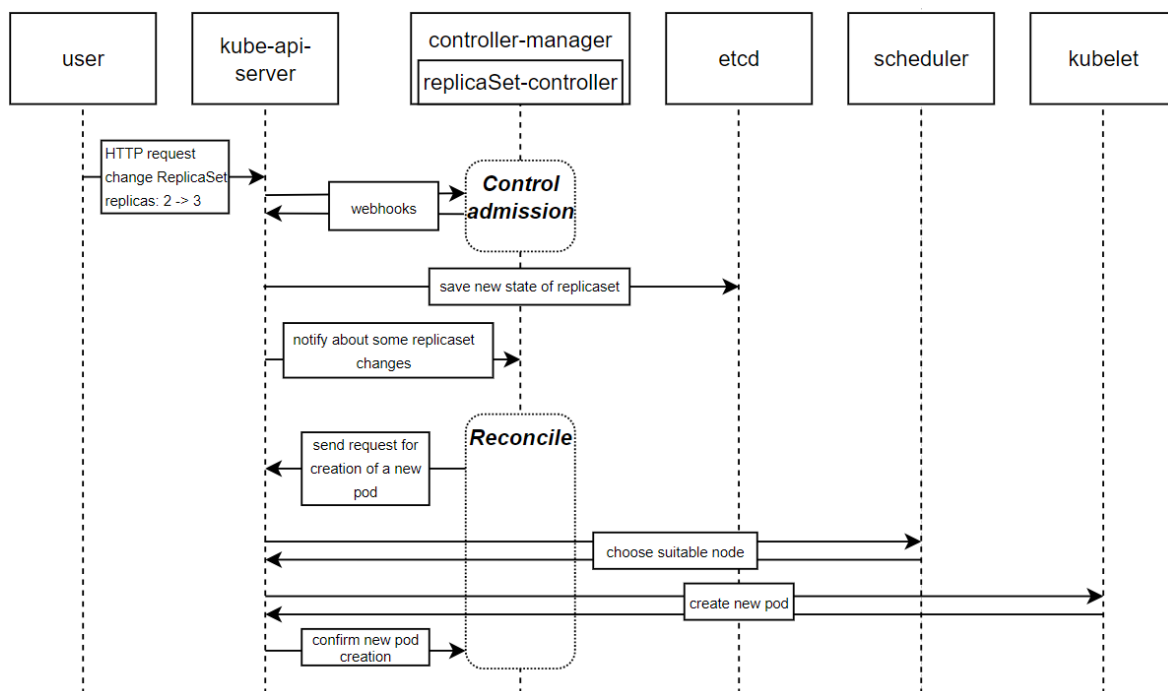 user
kube-api-
server
controller-manager
replicaSet-controller
etcd
scheduler
kubelet
HTTP request
change ReplicaSet
replicas: 2 -> 3
Control
admission
webhooks
save new state of replicaset
notify about some replicaset
changes
Reconcile
send request for
creation of a new
pod
choose suitable node
create new pod
confirm new pod
creation